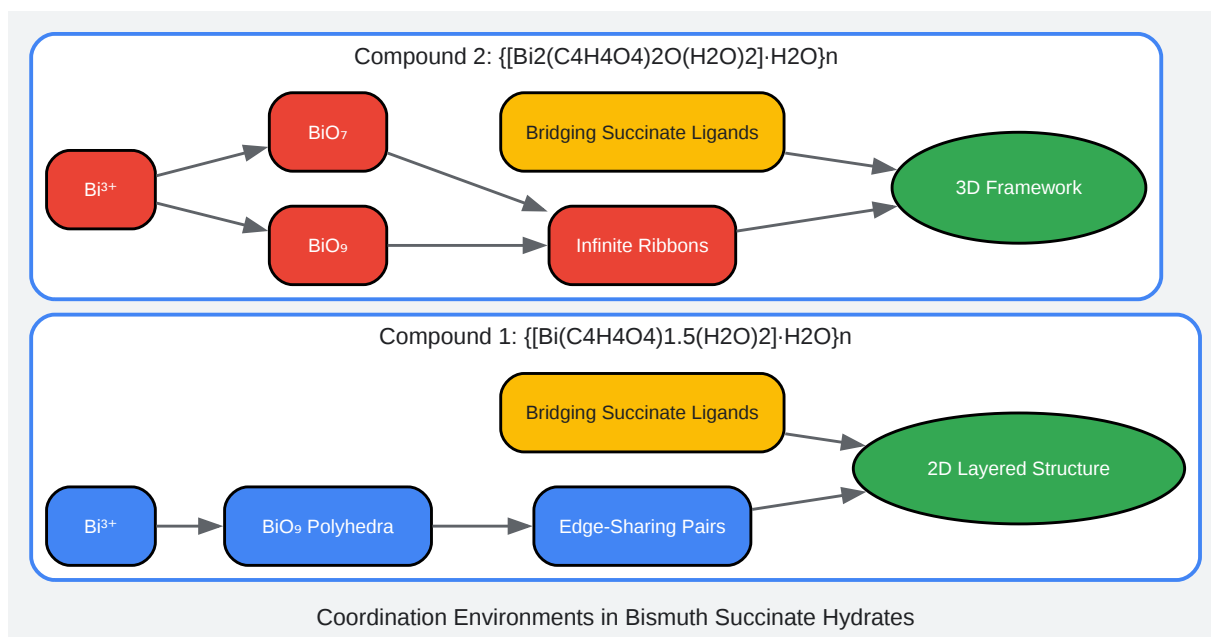 Compound 2: {[Bi2(C4H4O4)2O(H2O)2]·H2O}n
BiO₇
Bridging Succinate Ligands
Bi³⁺
3D Framework
BiO₉
Infinite Ribbons
Compound 1: {[Bi(C4H4O4)1.5(H2O)2]·H2O}n
Bridging Succinate Ligands
2D Layered Structure
Bi³⁺
BiO₉ Polyhedra
Edge-Sharing Pairs
Coordination Environments in Bismuth Succinate Hydrates